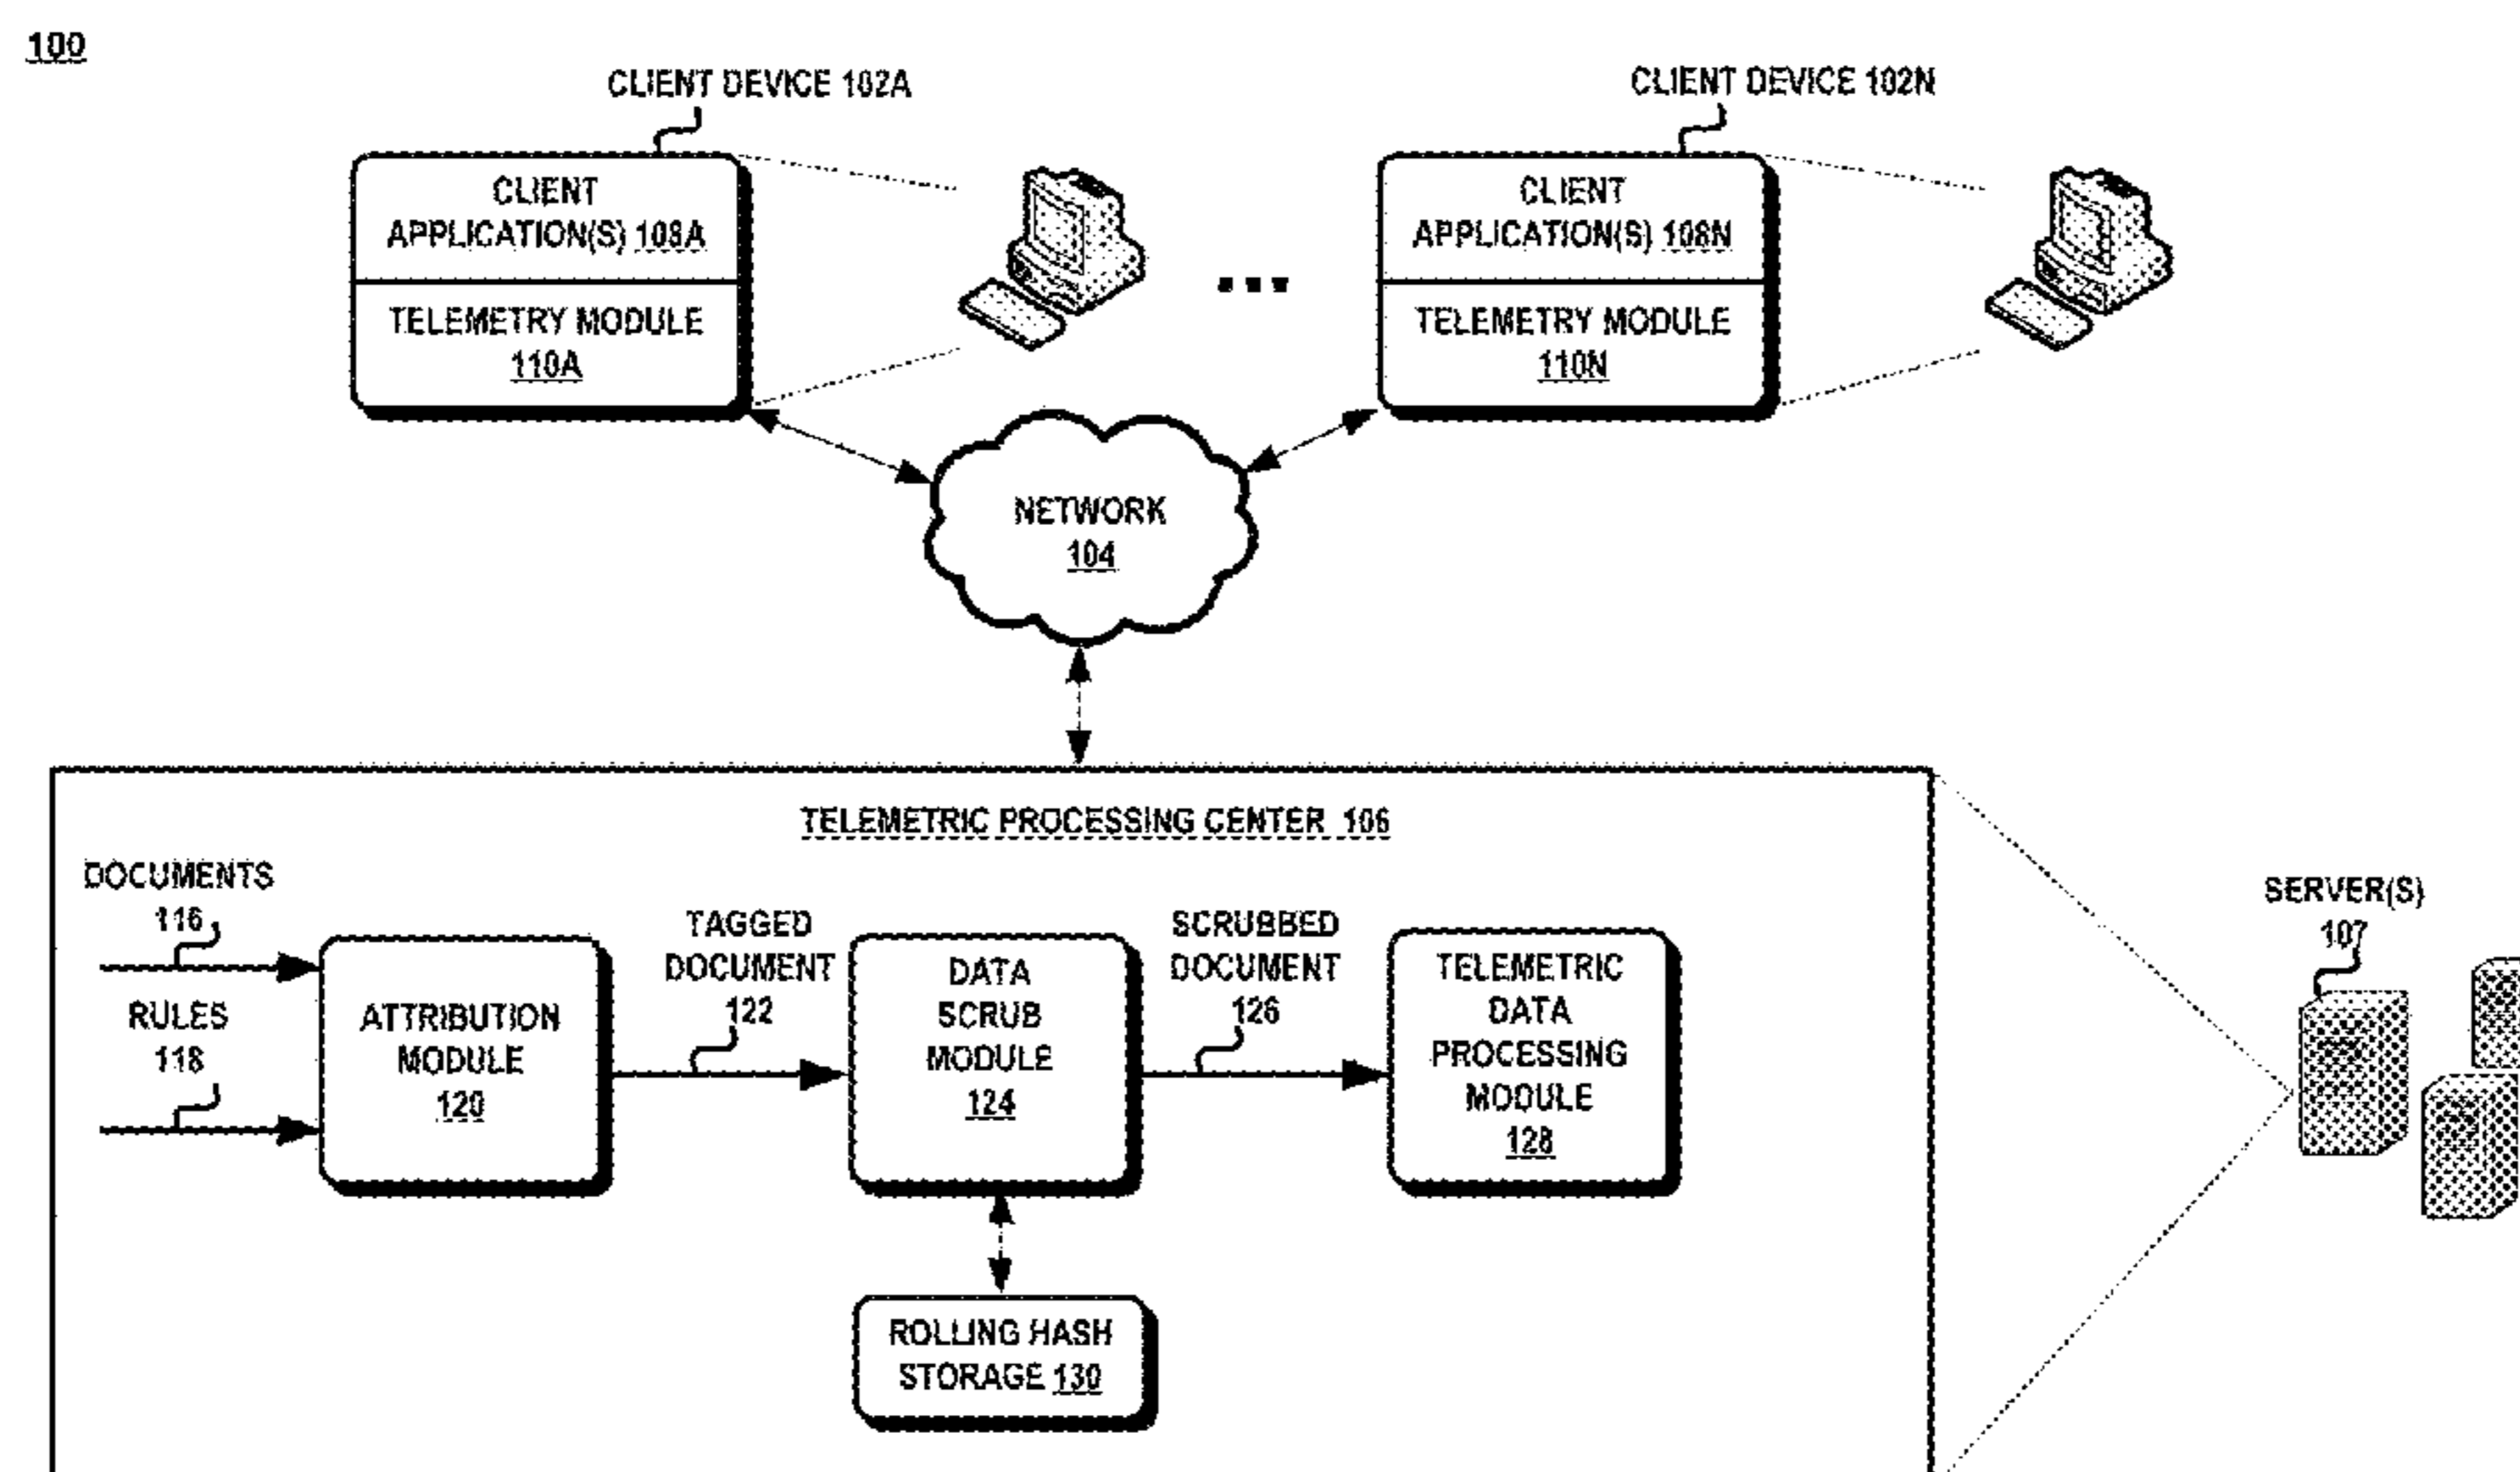 100
CLIENT DEVICE 102A
CLIENT DEVICE 102N
CLIENT
APPLICATION(S) 108A
TELEMETRY MODULE
110A
CLIENT
APPLICATION(S) 108N
TELEMETRY MODULE
110N
NETWORK
104
TELEMETRIC PROCESSING CENTER 106
DOCUMENTS
116
RULES
118
ATTRIBUTION
MODULE
120
TAGGED
DOCUMENT
122
DATA
SCRUB
MODULE
124
SCRUBBED
DOCUMENT
126
TELEMETRIC
DATA
PROCESSING
MODULE
128
ROLLING HASH
STORAGE 130
SERVER(S)
107